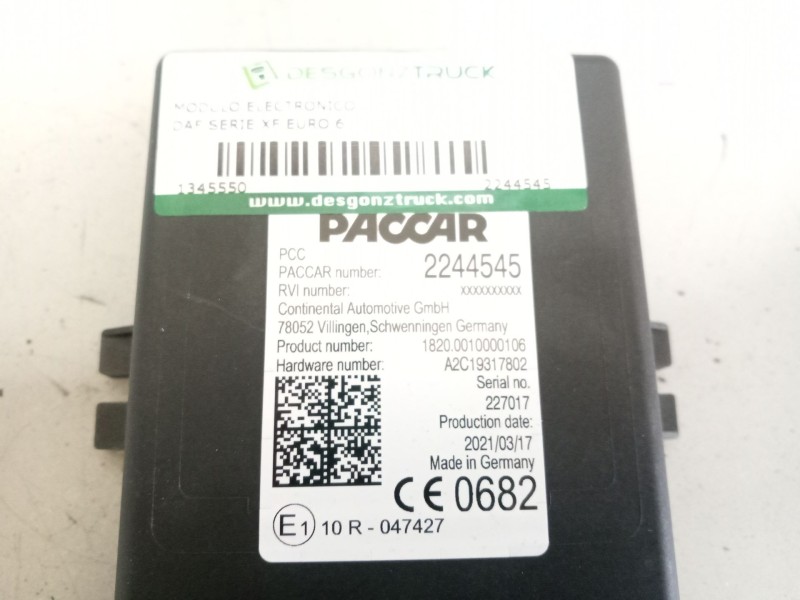 DESGONZTRUCK
MODULO ELECTRONICO
DAF SERIE XF EURO 6
1345550 2244545
www.desgonztruck.com
PACCAR
PCC
PACCAR number: 2244545
RVI number: xxxxxxxxxx
Continental Automotive GmbH
78052 Villingen,Schwenningen Germany
Product number: 1820.0010000106
Hardware number: A2C19317802
Serial no.
227017
Production date:
2021/03/17
Made in Germany
CE 0682
E1 10 R - 047427